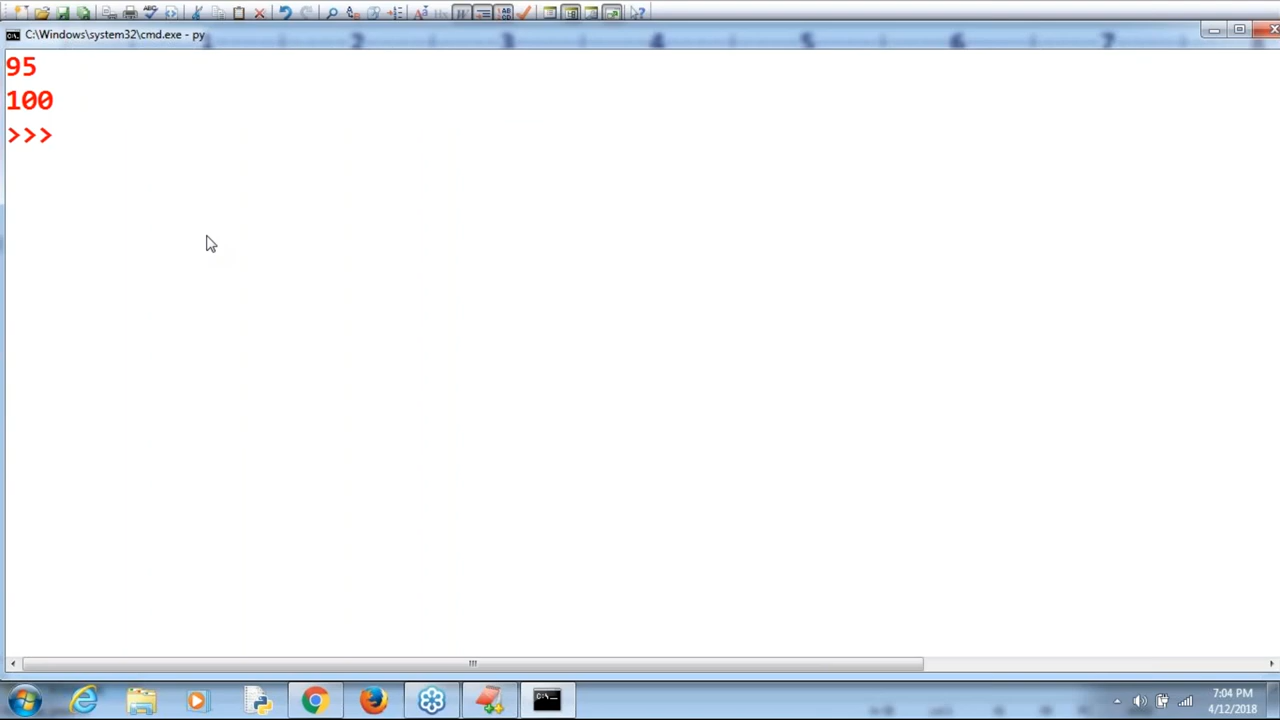 C:\Windows\system32\cmd.exe - py
95
100
>>>
7:04 PM
4/12/2018